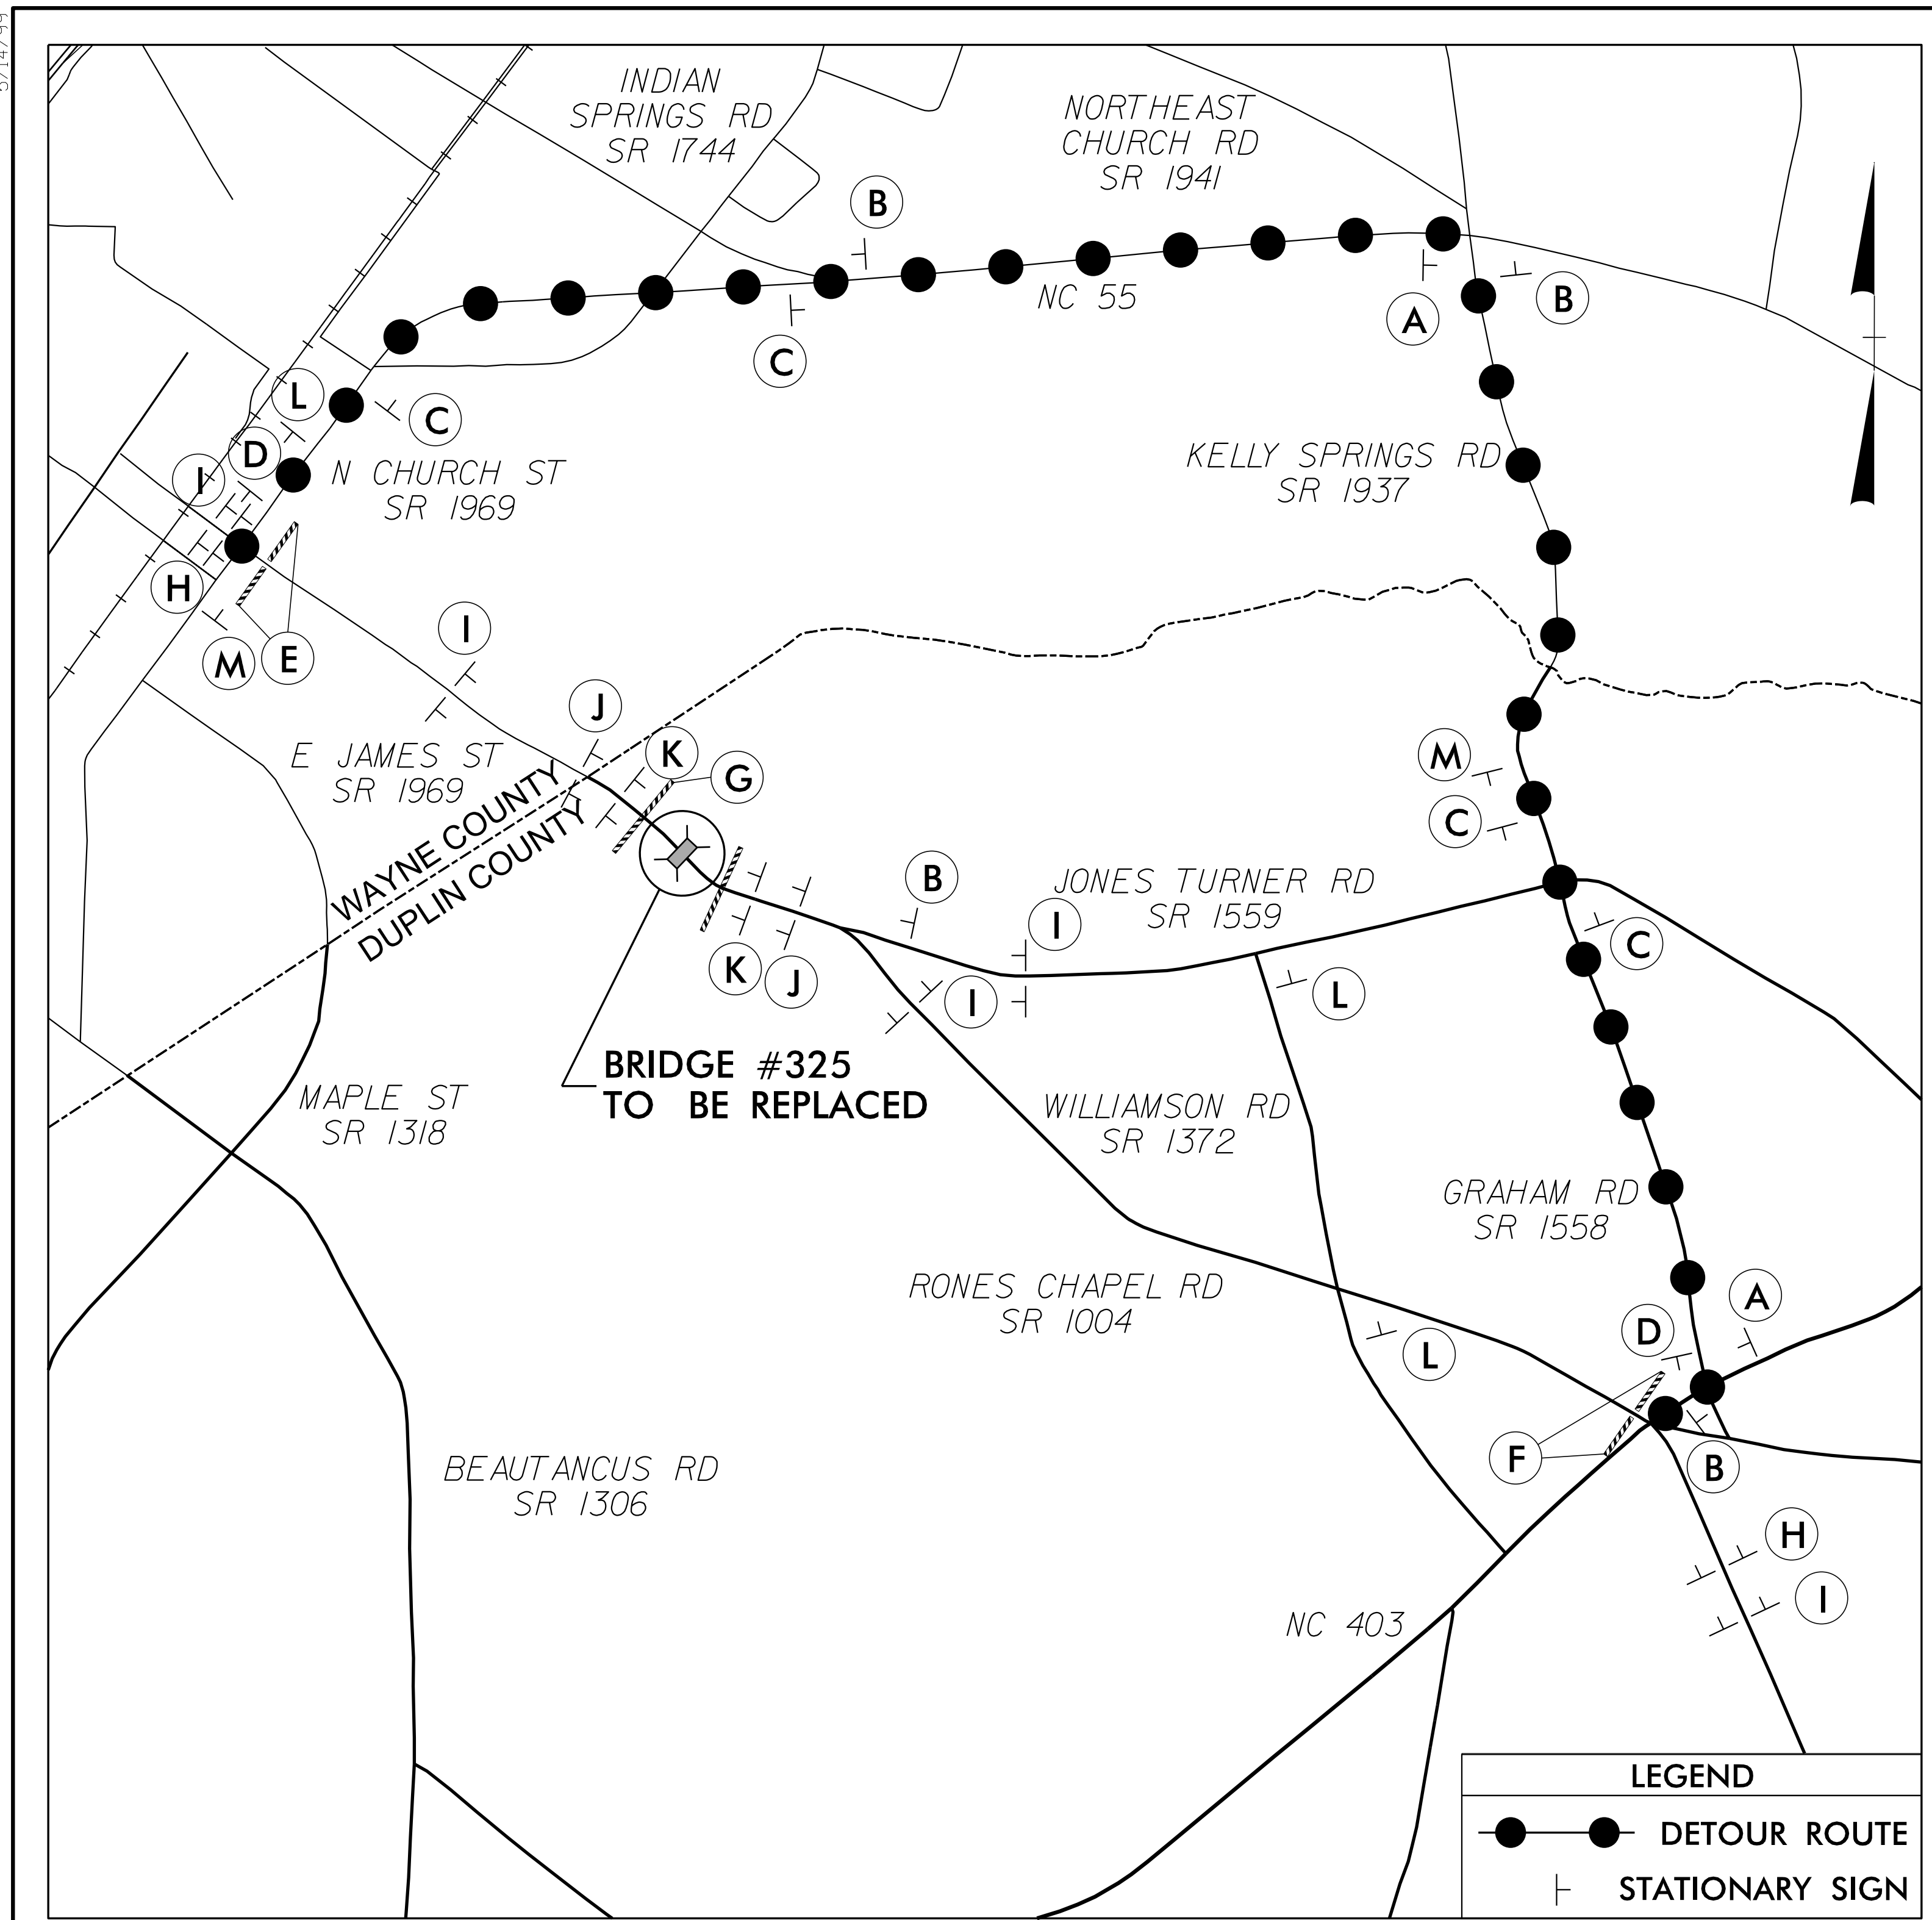 5/14/99
INDIAN
SPRINGS RD
SR 1744
NORTHEAST
CHURCH RD
SR 1941
B
NC 55
A
B
C
L
C
D
I
N CHURCH ST
SR 1969
KELLY SPRINGS RD
SR 1937
H
M
E
I
J
K
G
E JAMES ST
SR 1969
WAYNE COUNTY
DUPLIN COUNTY
M
C
B
JONES TURNER RD
SR 1559
I
C
K
J
I
L
BRIDGE #325
TO BE REPLACED
MAPLE ST
SR 1318
WILLIAMSON RD
SR 1372
GRAHAM RD
SR 1558
RONES CHAPEL RD
SR 1004
A
D
L
F
B
BEAUTANCUS RD
SR 1306
H
I
NC 403
LEGEND
DETOUR ROUTE
STATIONARY SIGN